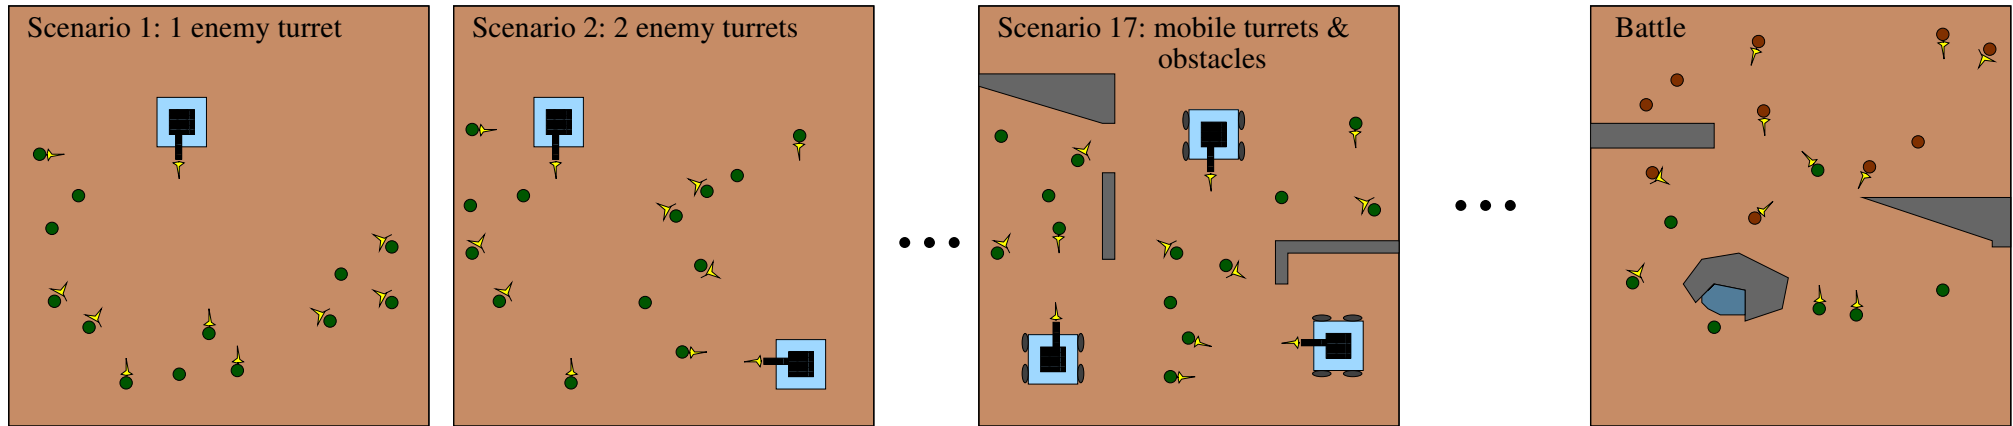 Scenario 1: 1 enemy turret
Scenario 2: 2 enemy turrets
Scenario 17: mobile turrets &
obstacles
Battle